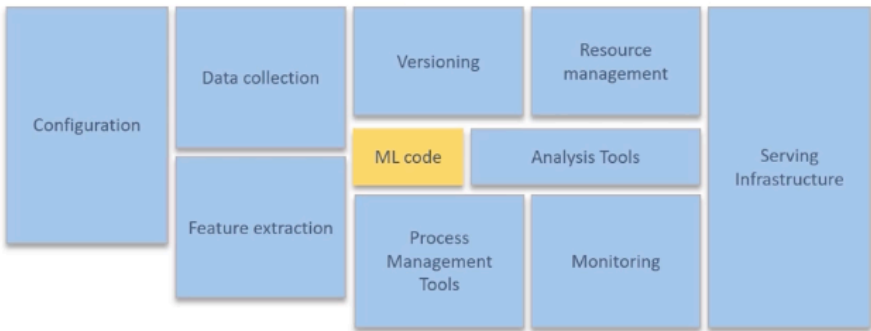 Configuration
Data collection
Feature extraction
Versioning
Resource
management
ML code
Analysis Tools
Process
Management
Tools
Monitoring
Serving
Infrastructure